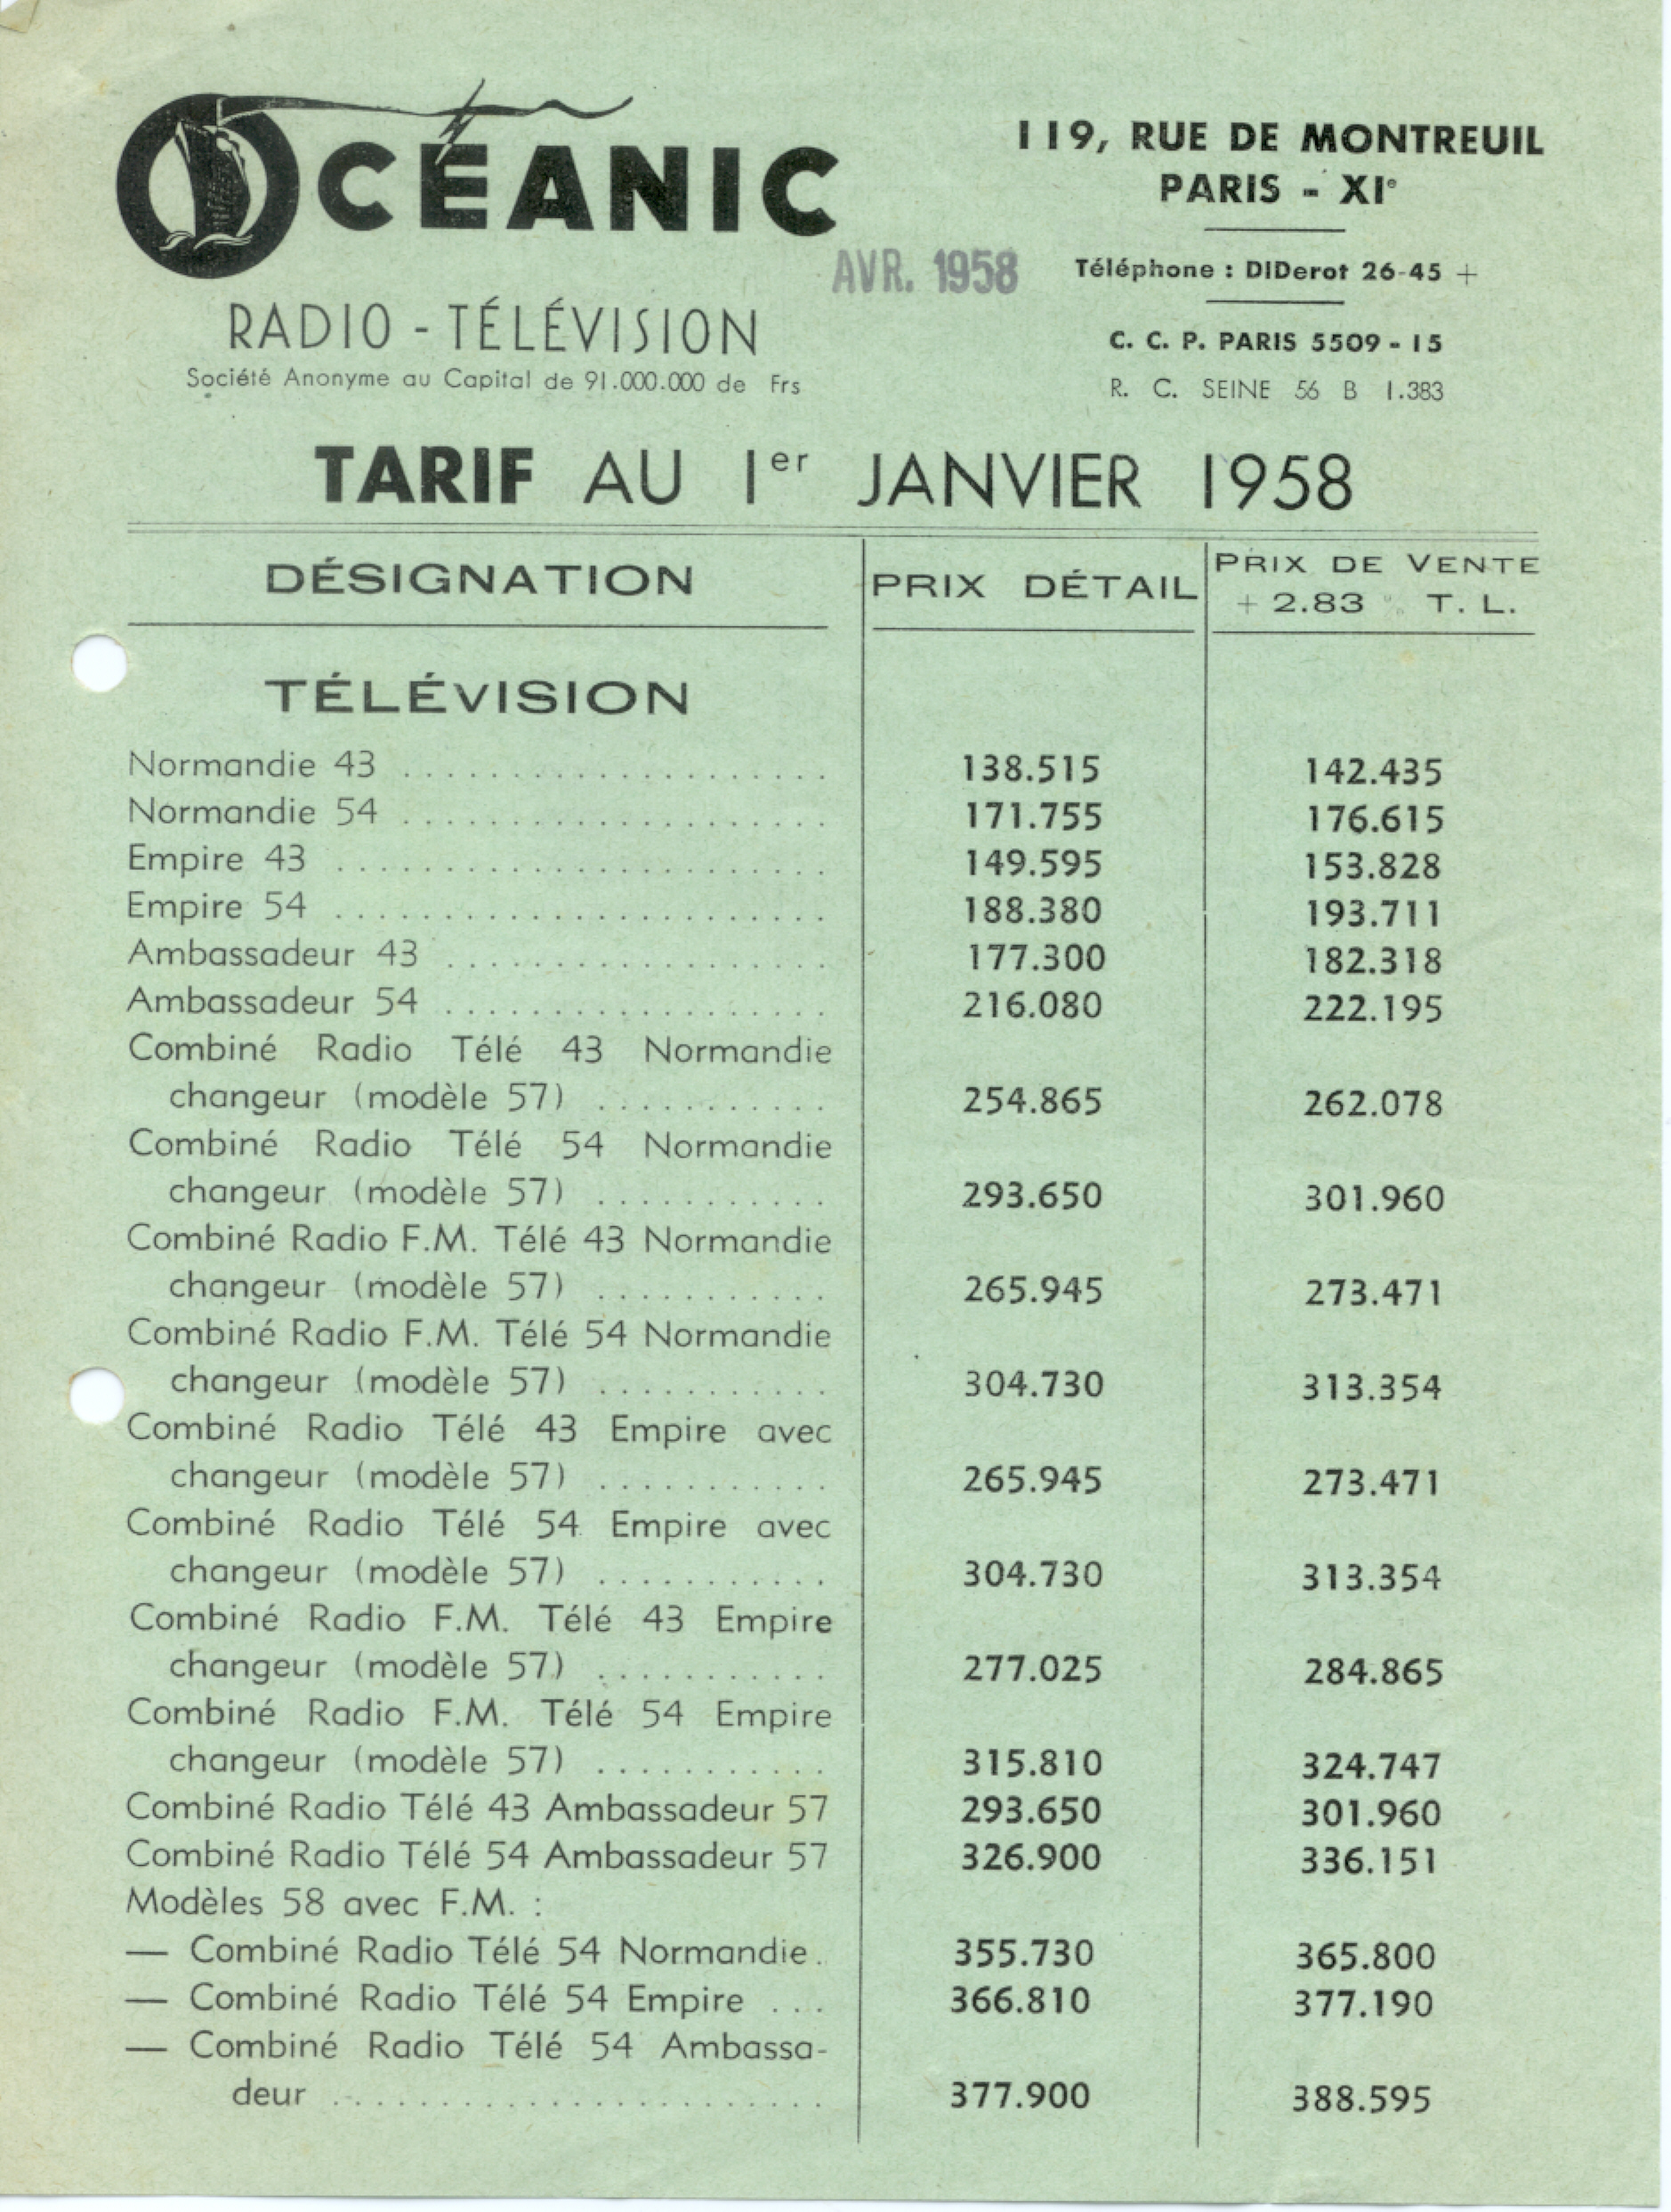 OCÉANIC
119, RUE DE MONTREUIL
PARIS - XIe
AVR. 1958
Téléphone : DIDerot 26-45 +
RADIO - TÉLÉVISION
C. C. P. PARIS 5509 - 15
Société Anonyme au Capital de 91.000.000 de Frs
R. C. SEINE 56 B 1.383
TARIF AU 1er JANVIER 1958
DÉSIGNATION PRIX DÉTAIL PRIX DE VENTE
+ 2.83 % T. L.
TÉLÉVISION
Normandie 43 .................... 138.515 142.435
Normandie 54 .................... 171.755 176.615
Empire 43 ....................... 149.595 153.828
Empire 54 ....................... 188.380 193.711
Ambassadeur 43 .................. 177.300 182.318
Ambassadeur 54 .................. 216.080 222.195
Combiné Radio Télé 43 Normandie
changeur (modèle 57) ........... 254.865 262.078
Combiné Radio Télé 54 Normandie
changeur (modèle 57) ........... 293.650 301.960
Combiné Radio F.M. Télé 43 Normandie
changeur (modèle 57) ........... 265.945 273.471
Combiné Radio F.M. Télé 54 Normandie
changeur (modèle 57) ........... 304.730 313.354
Combiné Radio Télé 43 Empire avec
changeur (modèle 57) ........... 265.945 273.471
Combiné Radio Télé 54 Empire avec
changeur (modèle 57) ........... 304.730 313.354
Combiné Radio F.M. Télé 43 Empire
changeur (modèle 57) ........... 277.025 284.865
Combiné Radio F.M. Télé 54 Empire
changeur (modèle 57) ........... 315.810 324.747
Combiné Radio Télé 43 Ambassadeur 57 293.650 301.960
Combiné Radio Télé 54 Ambassadeur 57 326.900 336.151
Modèles 58 avec F.M. :
— Combiné Radio Télé 54 Normandie . 355.730 365.800
— Combiné Radio Télé 54 Empire ... 366.810 377.190
— Combiné Radio Télé 54 Ambassa-
deur ....................... 377.900 388.595